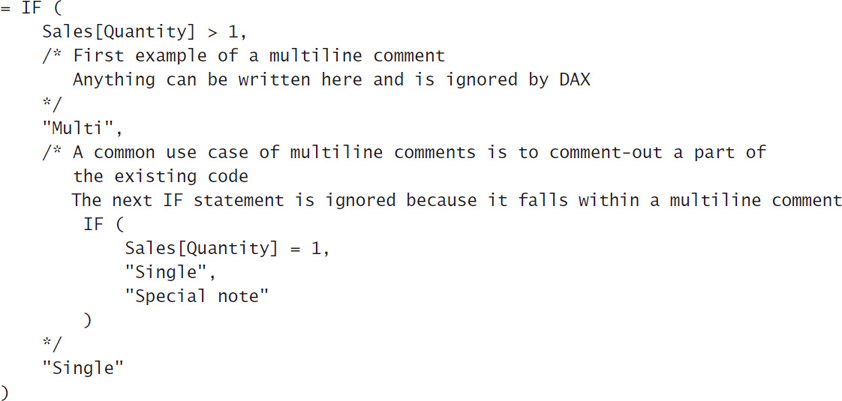 = IF (
    Sales[Quantity] > 1,
    /* First example of a multiline comment
       Anything can be written here and is ignored by DAX
    */
    "Multi",
    /* A common use case of multiline comments is to comment-out a part of
       the existing code
       The next IF statement is ignored because it falls within a multiline comment
        IF (
            Sales[Quantity] = 1,
            "Single",
            "Special note"
        )
    */
    "Single"
)